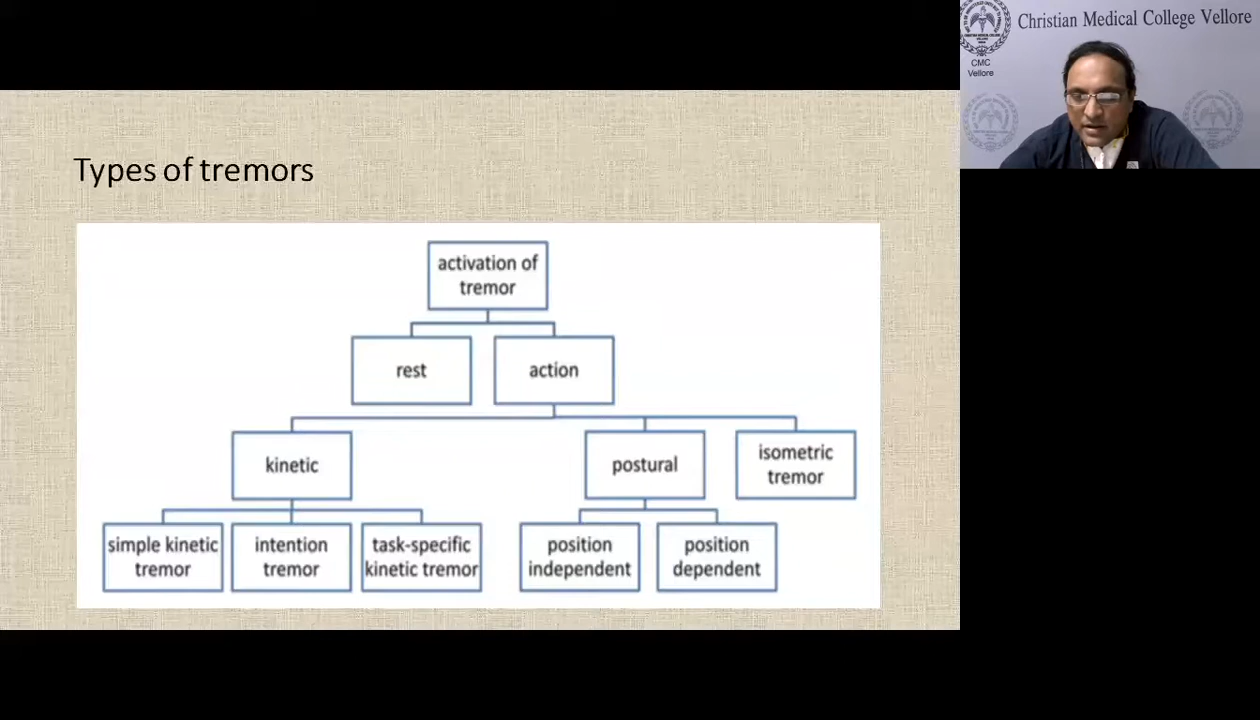 Christian Medical College Vellore
CMC
Vellore
Types of tremors
activation of
tremor
rest
action
kinetic
postural
isometric
tremor
simple kinetic
tremor
intention
tremor
task-specific
kinetic tremor
position
independent
position
dependent